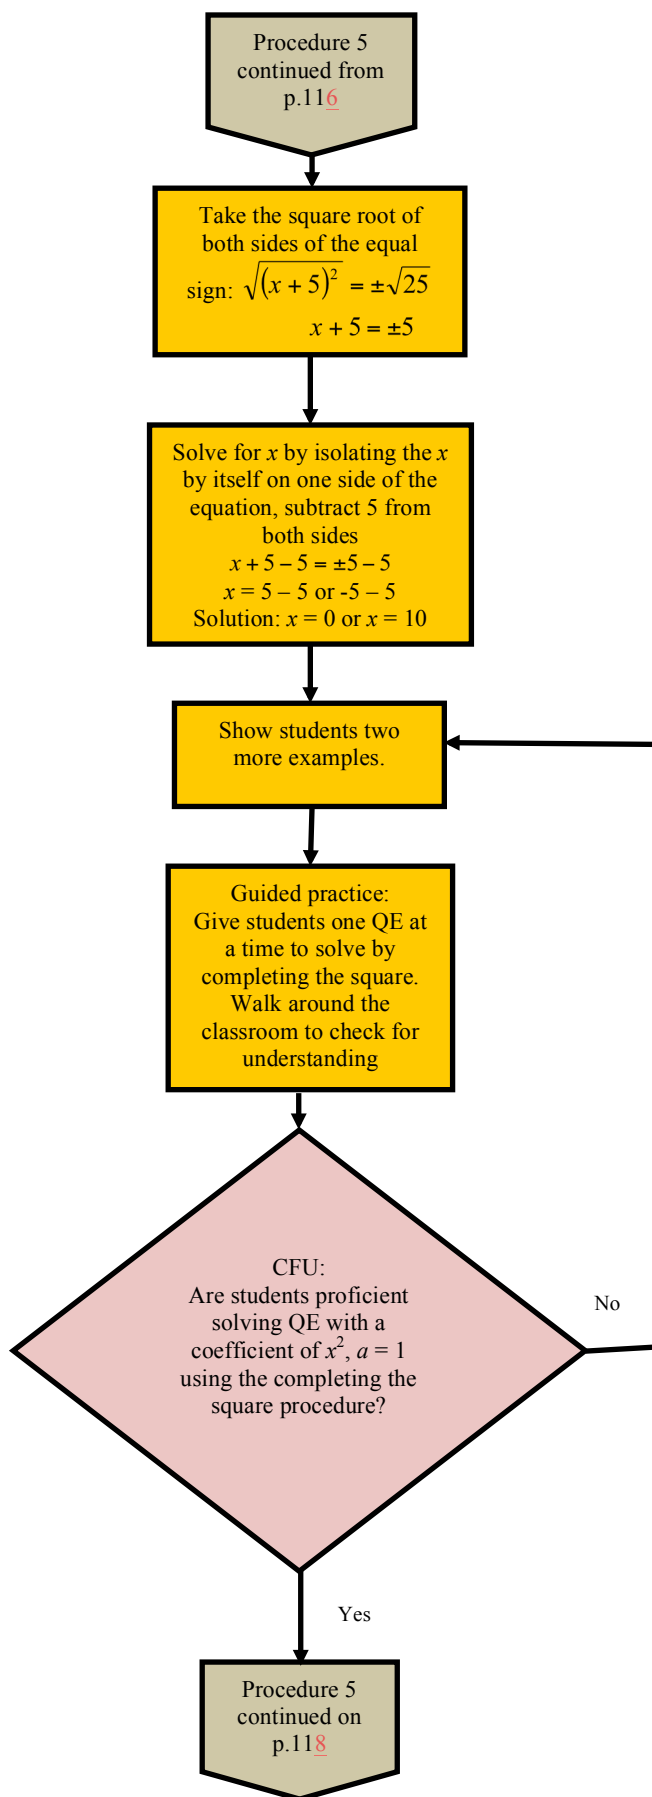 Procedure 5
continued from
p.116
Take the square root of
both sides of the equal
sign: √(x + 5)² = ±√25
x + 5 = ±5
Solve for x by isolating the x
by itself on one side of the
equation, subtract 5 from
both sides
x + 5 – 5 = ±5 – 5
x = 5 – 5 or -5 – 5
Solution: x = 0 or x = 10
Show students two
more examples.
Guided practice:
Give students one QE at
a time to solve by
completing the square.
Walk around the
classroom to check for
understanding
CFU:
Are students proficient
solving QE with a
coefficient of x², a = 1
using the completing the
square procedure?
No
Yes
Procedure 5
continued on
p.118